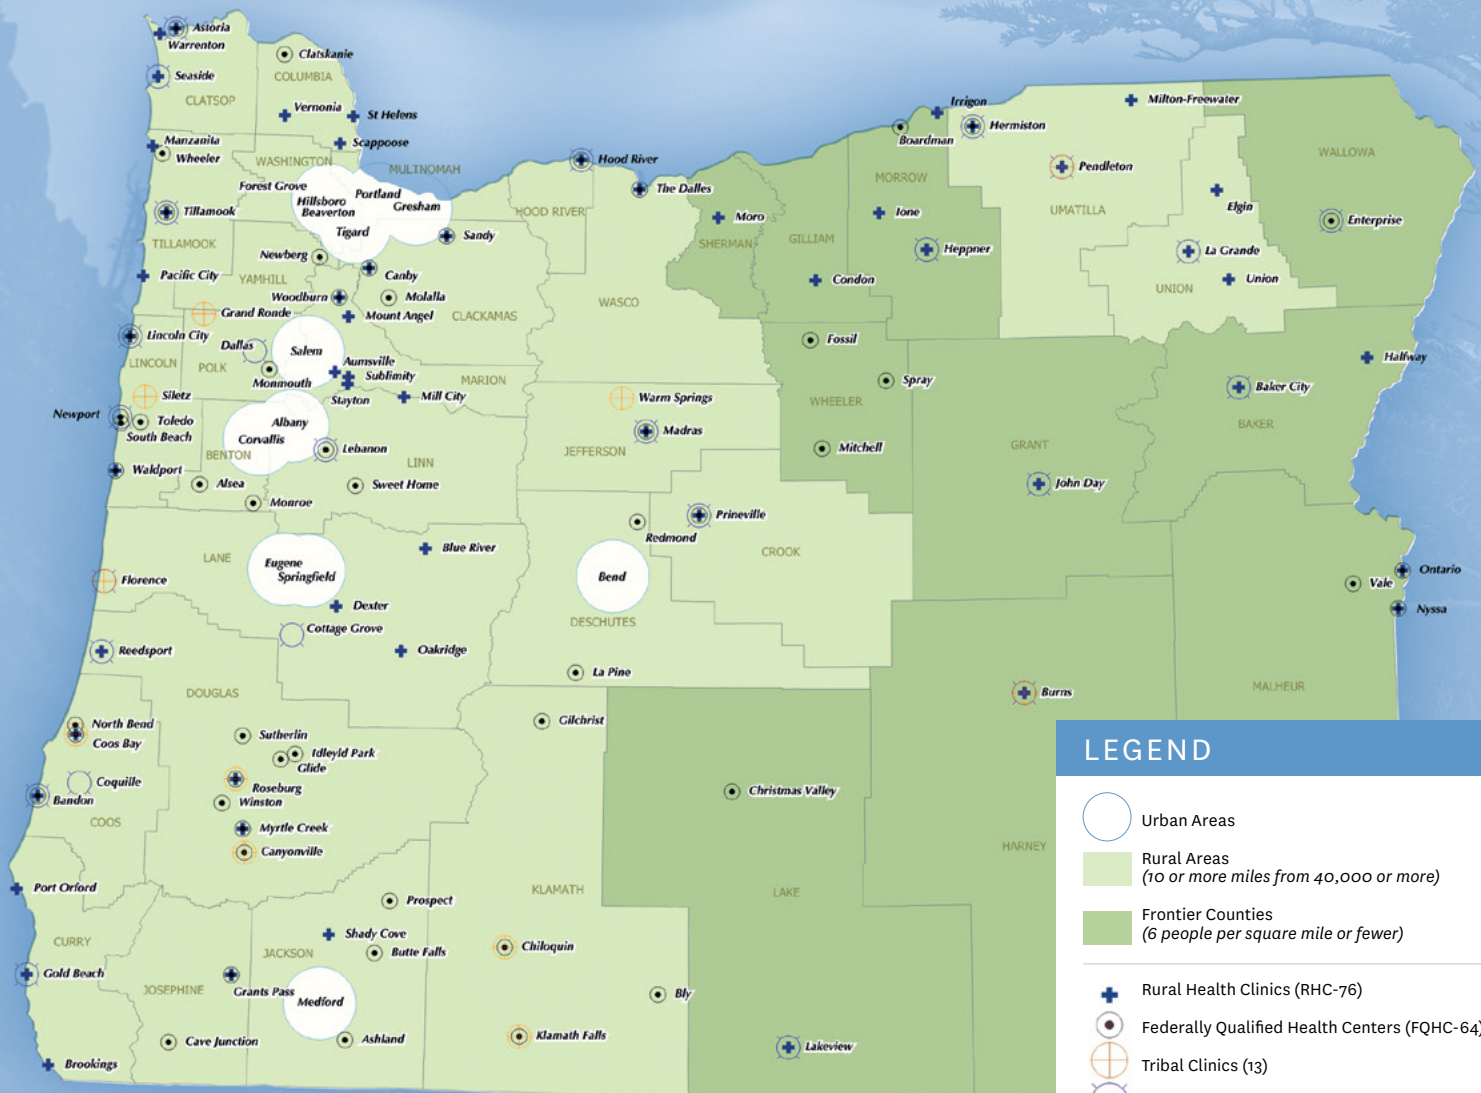 Astoria
Warrenton
Clatskanie
COLUMBIA
Seaside
CLATSOP
Vernonia
St Helens
Manzanita
Wheeler
Scappoose
WASHINGTON
MULTNOMAH
Forest Grove
Hillsboro
Portland
Beaverton
Gresham
Tigard
Tillamook
TILLAMOOK
Sandy
Newberg
Pacific City
YAMHILL
Canby
Woodburn
Molalla
Grand Ronde
Mount Angel
CLACKAMAS
Lincoln City
Dallas
Salem
LINCOLN
POLK
Aumsville
Sublimity
Monmouth
MARION
Siletz
Stayton
Mill City
Newport
Toledo
South Beach
Albany
Corvallis
BENTON
Lebanon
LINN
Waldport
Alsea
Sweet Home
Monroe
Hood River
The Dalles
HOOD RIVER
WASCO
Moro
SHERMAN
GILLIAM
Condon
Irrigon
Boardman
Hermiston
MORROW
Ione
Heppner
Milton-Freewater
Pendleton
UMATILLA
WALLOWA
Elgin
Enterprise
La Grande
Union
UNION
Fossil
Spray
WHEELER
Mitchell
Warm Springs
Madras
JEFFERSON
Halfway
Baker City
BAKER
GRANT
John Day
Prineville
Redmond
CROOK
Bend
DESCHUTES
La Pine
LANE
Eugene
Springfield
Blue River
Florence
Dexter
Cottage Grove
Oakridge
Reedsport
DOUGLAS
Ontario
Vale
Nyssa
MALHEUR
Burns
HARNEY
North Bend
Coos Bay
Coquille
Bandon
COOS
Sutherlin
Idleyld Park
Glide
Roseburg
Winston
Myrtle Creek
Canyonville
Gilchrist
Christmas Valley
Port Orford
CURRY
Gold Beach
Brookings
Prospect
Shady Cove
Butte Falls
JACKSON
JOSEPHINE
Grants Pass
Medford
Cave Junction
Ashland
KLAMATH
Chiloquin
Klamath Falls
Bly
LAKE
Lakeview
LEGEND
Urban Areas
Rural Areas
(10 or more miles from 40,000 or more)
Frontier Counties
(6 people per square mile or fewer)
Rural Health Clinics (RHC-76)
Federally Qualified Health Centers (FQHC-64)
Tribal Clinics (13)